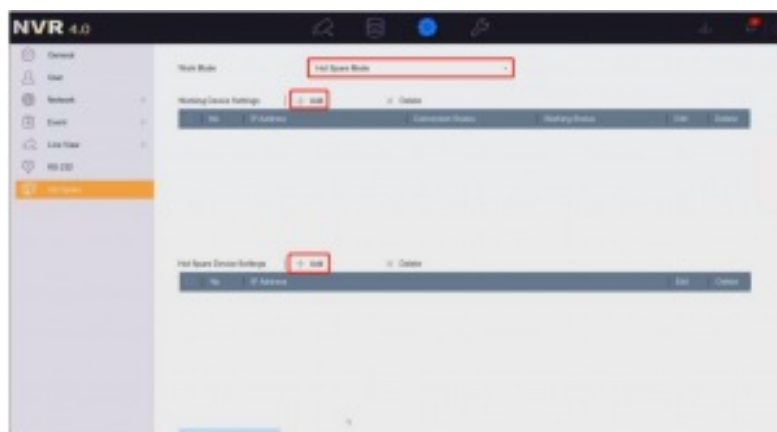 NVR 4.0
General
User
Network
Event
Live View
RS-232
Hot Spare
Work Mode
Hot Spare Mode
Working Device Settings
+ Add
Delete
No. IP Address Connection Status Working Status Edit Delete
Hot Spare Device Settings
+ Add
Delete
No. IP Address Edit Delete